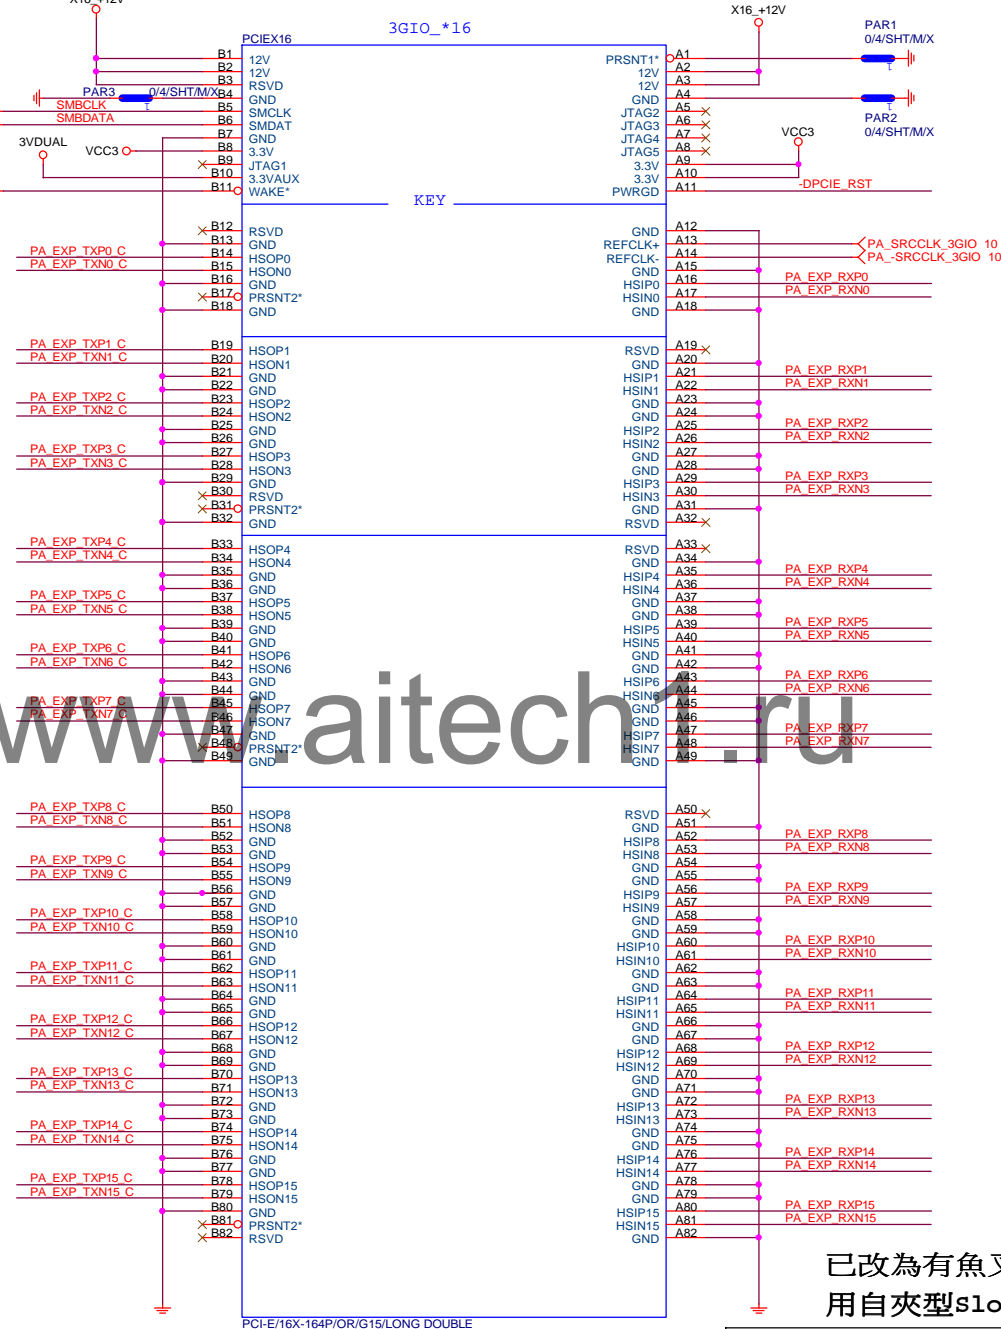 X16_+12V
3GIO_*16
X16_+12V
PCIEX16
PAR1
0/4/SHT/M/X
B1 12V PRSNT1* A1
B2 12V 12V A2
B3 RSVD 12V A3
PAR3 0/4/SHT/M/X B4 GND GND A4
SMBCLK B5 SMCLK JTAG2 A5
SMBDATA B6 SMDAT JTAG3 A6
PAR2
0/4/SHT/M/X
B7 GND JTAG4 A7
3VDUAL VCC3 B8 3.3V JTAG5 A8 VCC3
B9 JTAG1 3.3V A9
B10 3.3VAUX 3.3V A10
B11 WAKE* PWRGD A11 -DPCIE_RST
KEY
B12 RSVD GND A12
B13 GND REFCLK+ A13 PA_SRCCLK_3GIO 10
PA_EXP_TXP0_C B14 HSOP0 REFCLK- A14 PA_-SRCCLK_3GIO 10
PA_EXP_TXN0_C B15 HSON0 GND A15
B16 GND HSIP0 A16 PA_EXP_RXP0
B17 PRSNT2* HSIN0 A17 PA_EXP_RXN0
B18 GND GND A18
PA_EXP_TXP1_C B19 HSOP1 RSVD A19
PA_EXP_TXN1_C B20 HSON1 GND A20
B21 GND HSIP1 A21 PA_EXP_RXP1
B22 GND HSIN1 A22 PA_EXP_RXN1
PA_EXP_TXP2_C B23 HSOP2 GND A23
PA_EXP_TXN2_C B24 HSON2 GND A24
B25 GND HSIP2 A25 PA_EXP_RXP2
B26 GND HSIN2 A26 PA_EXP_RXN2
PA_EXP_TXP3_C B27 HSOP3 GND A27
PA_EXP_TXN3_C B28 HSON3 GND A28
B29 GND HSIP3 A29 PA_EXP_RXP3
B30 RSVD HSIN3 A30 PA_EXP_RXN3
B31 PRSNT2* GND A31
B32 GND RSVD A32
PA_EXP_TXP4_C B33 HSOP4 RSVD A33
PA_EXP_TXN4_C B34 HSON4 GND A34
B35 GND HSIP4 A35 PA_EXP_RXP4
B36 GND HSIN4 A36 PA_EXP_RXN4
PA_EXP_TXP5_C B37 HSOP5 GND A37
PA_EXP_TXN5_C B38 HSON5 GND A38
B39 GND HSIP5 A39 PA_EXP_RXP5
B40 GND HSIN5 A40 PA_EXP_RXN5
PA_EXP_TXP6_C B41 HSOP6 GND A41
PA_EXP_TXN6_C B42 HSON6 GND A42
B43 GND HSIP6 A43 PA_EXP_RXP6
B44 GND HSIN6 A44 PA_EXP_RXN6
PA_EXP_TXP7_C B45 HSOP7 GND A45
PA_EXP_TXN7_C B46 HSON7 GND A46
B47 GND HSIP7 A47 PA_EXP_RXP7
B48 PRSNT2* HSIN7 A48 PA_EXP_RXN7
B49 GND GND A49
www.aitech1.ru
PA_EXP_TXP8_C B50 HSOP8 RSVD A50
PA_EXP_TXN8_C B51 HSON8 GND A51
B52 GND HSIP8 A52 PA_EXP_RXP8
B53 GND HSIN8 A53 PA_EXP_RXN8
PA_EXP_TXP9_C B54 HSOP9 GND A54
PA_EXP_TXN9_C B55 HSON9 GND A55
B56 GND HSIP9 A56 PA_EXP_RXP9
B57 GND HSIN9 A57 PA_EXP_RXN9
PA_EXP_TXP10_C B58 HSOP10 GND A58
PA_EXP_TXN10_C B59 HSON10 GND A59
B60 GND HSIP10 A60 PA_EXP_RXP10
B61 GND HSIN10 A61 PA_EXP_RXN10
PA_EXP_TXP11_C B62 HSOP11 GND A62
PA_EXP_TXN11_C B63 HSON11 GND A63
B64 GND HSIP11 A64 PA_EXP_RXP11
B65 GND HSIN11 A65 PA_EXP_RXN11
PA_EXP_TXP12_C B66 HSOP12 GND A66
PA_EXP_TXN12_C B67 HSON12 GND A67
B68 GND HSIP12 A68 PA_EXP_RXP12
B69 GND HSIN12 A69 PA_EXP_RXN12
PA_EXP_TXP13_C B70 HSOP13 GND A70
PA_EXP_TXN13_C B71 HSON13 GND A71
B72 GND HSIP13 A72 PA_EXP_RXP13
B73 GND HSIN13 A73 PA_EXP_RXN13
PA_EXP_TXP14_C B74 HSOP14 GND A74
PA_EXP_TXN14_C B75 HSON14 GND A75
B76 GND HSIP14 A76 PA_EXP_RXP14
B77 GND HSIN14 A77 PA_EXP_RXN14
PA_EXP_TXP15_C B78 HSOP15 GND A78
PA_EXP_TXN15_C B79 HSON15 GND A79
B80 GND HSIP15 A80 PA_EXP_RXP15
B81 PRSNT2* HSIN15 A81 PA_EXP_RXN15
B82 RSVD GND A82
已改為有魚叉
用自夾型Slo
PCI-E/16X-164P/OR/G15/LONG DOUBLE